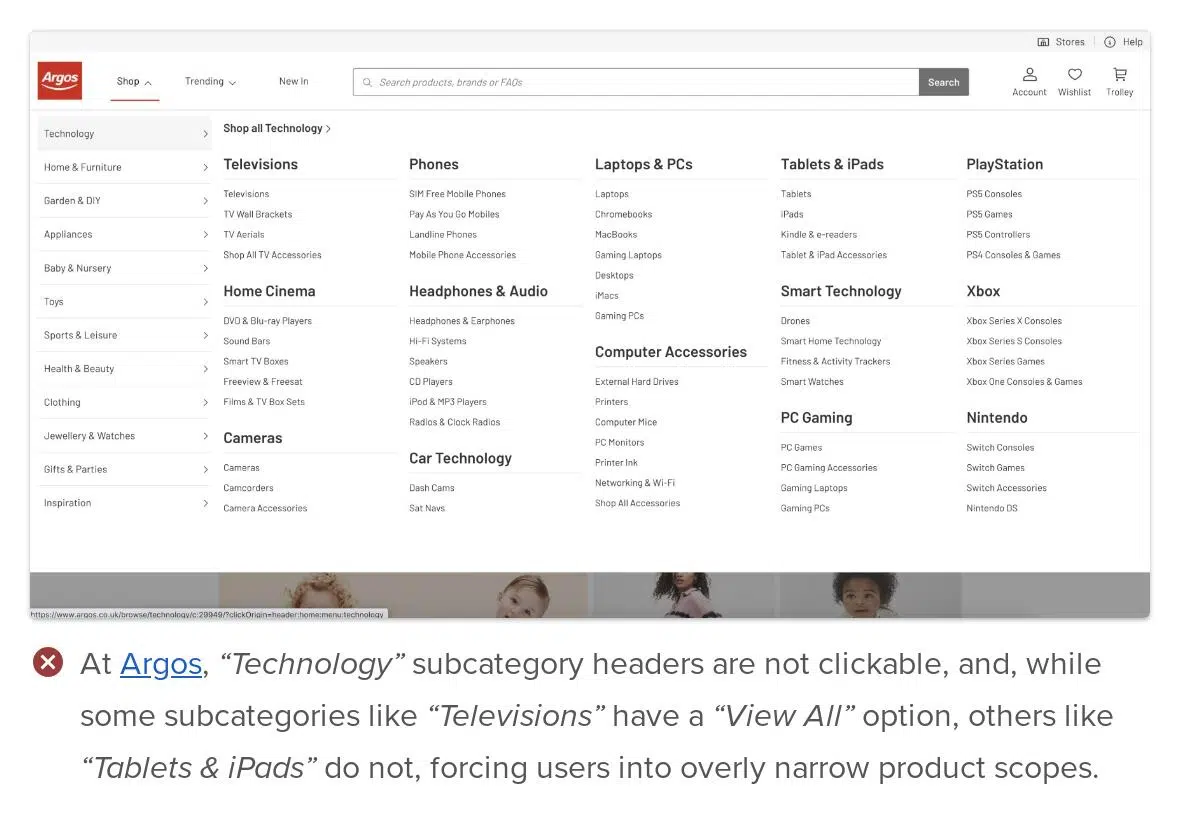 Stores
Help
Argos
Shop
Trending
New In
Search products, brands or FAQs
Search
Account
Wishlist
Trolley
Technology
Home & Furniture
Garden & DIY
Appliances
Baby & Nursery
Toys
Sports & Leisure
Health & Beauty
Clothing
Jewellery & Watches
Gifts & Parties
Inspiration
Shop all Technology
Televisions
Televisions
TV Wall Brackets
TV Aerials
Shop All TV Accessories
Home Cinema
DVD & Blu-ray Players
Sound Bars
Smart TV Boxes
Freeview & Freesat
Films & TV Box Sets
Cameras
Cameras
Camcorders
Camera Accessories
Phones
SIM Free Mobile Phones
Pay As You Go Mobiles
Landline Phones
Mobile Phone Accessories
Headphones & Audio
Headphones & Earphones
Hi-Fi Systems
Speakers
CD Players
iPod & MP3 Players
Radios & Clock Radios
Car Technology
Dash Cams
Sat Navs
Laptops & PCs
Laptops
Chromebooks
MacBooks
Gaming Laptops
Desktops
iMacs
Gaming PCs
Computer Accessories
External Hard Drives
Printers
Computer Mice
PC Monitors
Printer Ink
Networking & Wi-Fi
Shop All Accessories
Tablets & iPads
Tablets
iPads
Kindle & e-readers
Tablet & iPad Accessories
Smart Technology
Drones
Smart Home Technology
Fitness & Activity Trackers
Smart Watches
PC Gaming
PC Games
PC Gaming Accessories
Gaming Laptops
Gaming PCs
PlayStation
PS5 Consoles
PS5 Games
PS5 Controllers
PS4 Consoles & Games
Xbox
Xbox Series X Consoles
Xbox Series S Consoles
Xbox Series Games
Xbox One Consoles & Games
Nintendo
Switch Consoles
Switch Games
Switch Accessories
Nintendo DS
https://www.argos.co.uk/browse/technology/c:29949/?clickOrigin=header:home:menu:technology
At Argos, “Technology” subcategory headers are not clickable, and, while
some subcategories like “Televisions” have a “View All” option, others like
“Tablets & iPads” do not, forcing users into overly narrow product scopes.